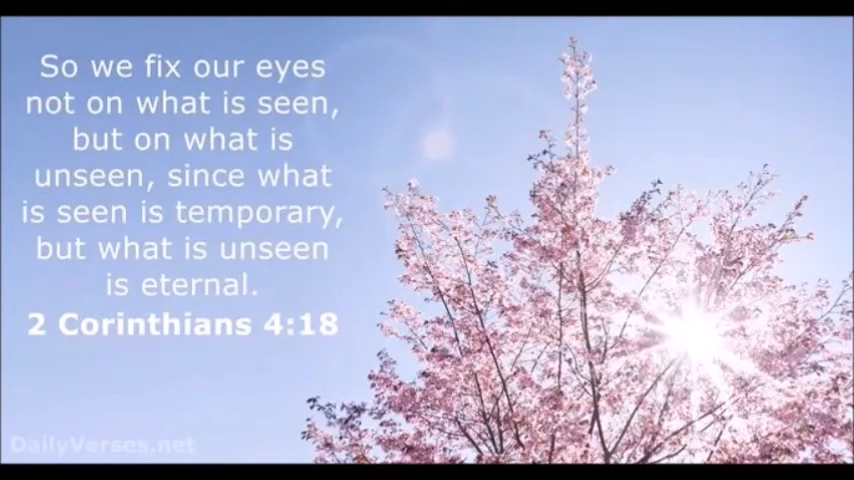 So we fix our eyes
not on what is seen,
but on what is
unseen, since what
is seen is temporary,
but what is unseen
is eternal.
2 Corinthians 4:18
DailyVerses.net